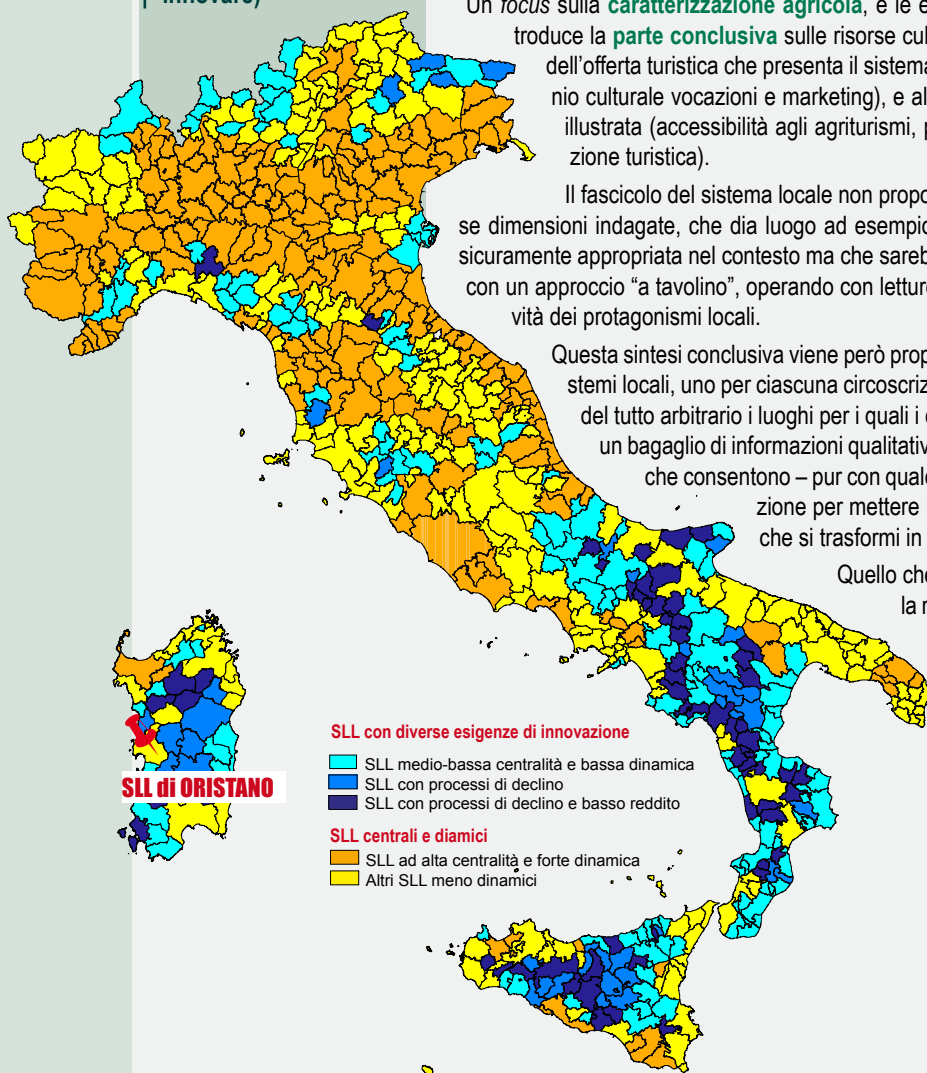 innovare)
Un focus sulla caratterizzazione agricola, e le e
troduce la parte conclusiva sulle risorse cul
dell'offerta turistica che presenta il sistema
nio culturale vocazioni e marketing), e al
illustrata (accessibilità agli agriturismi, p
zione turistica).
Il fascicolo del sistema locale non propo
se dimensioni indagate, che dia luogo ad esempio
sicuramente appropriata nel contesto ma che sareb
con un approccio “a tavolino”, operando con letture
vità dei protagonismi locali.
Questa sintesi conclusiva viene però prop
stemi locali, uno per ciascuna circoscriz
del tutto arbitrario i luoghi per i quali i
un bagaglio di informazioni qualitativ
che consentono – pur con qualc
zione per mettere
che si trasformi in
Quello che
la
SLL di ORISTANO
SLL con diverse esigenze di innovazione
SLL medio-bassa centralità e bassa dinamica
SLL con processi di declino
SLL con processi di declino e basso reddito
SLL centrali e diamici
SLL ad alta centralità e forte dinamica
Altri SLL meno dinamici